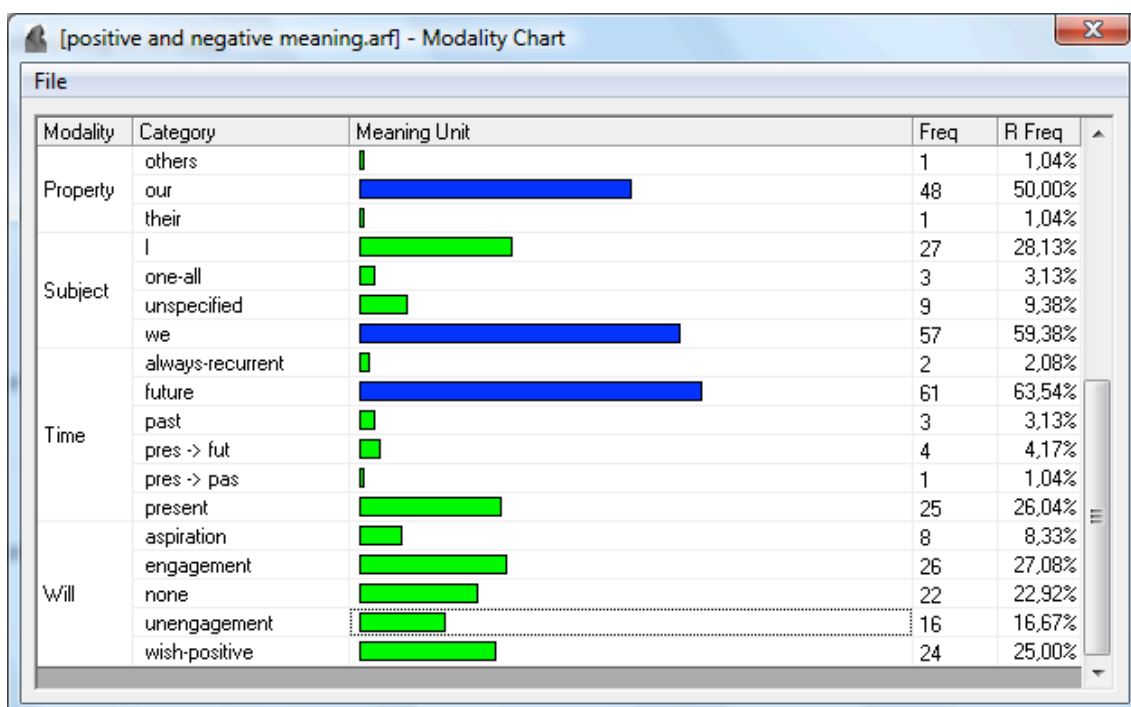 [positive and negative meaning.arf] - Modality Chart
File
Modality Category Meaning Unit Freq R Freq
others 1 1,04%
Property our 48 50,00%
their 1 1,04%
I 27 28,13%
one-all 3 3,13%
Subject
unspecified 9 9,38%
we 57 59,38%
always-recurrent 2 2,08%
future 61 63,54%
past 3 3,13%
Time
pres -> fut 4 4,17%
pres -> pas 1 1,04%
present 25 26,04%
aspiration 8 8,33%
engagement 26 27,08%
Will none 22 22,92%
unengagement 16 16,67%
wish-positive 24 25,00%